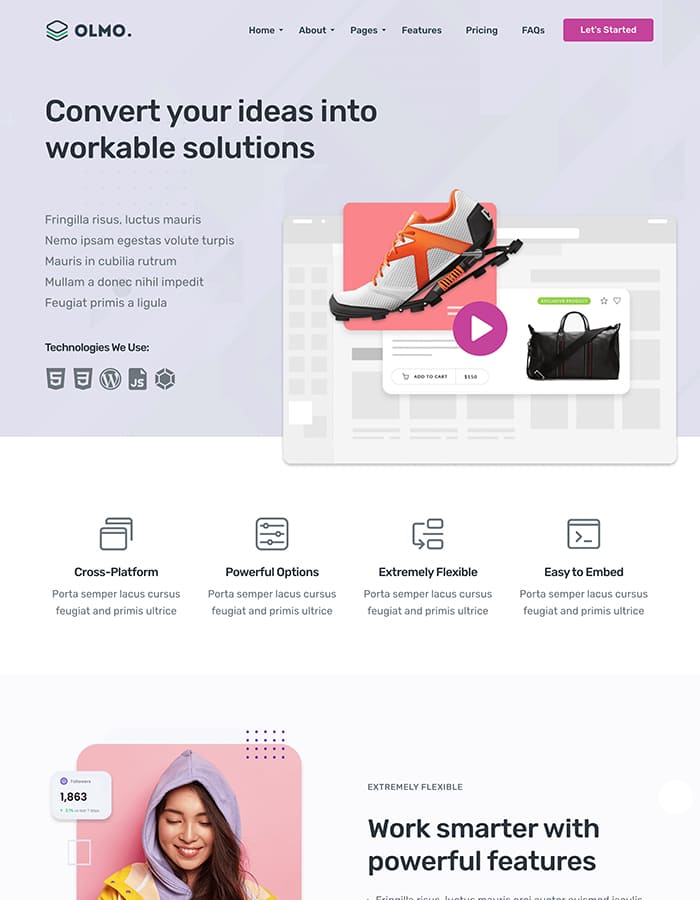 OLMO.
Home About Pages Features Pricing FAQs Let's Started
Convert your ideas into
workable solutions
Fringilla risus, luctus mauris
Nemo ipsam egestas volute turpis
Mauris in cubilia rutrum
Mullam a donec nihil impedit
Feugiat primis a ligula
Technologies We Use:
5 3 W JS
EXCLUSIVE PRODUCT
ADD TO CART $150
Cross-Platform
Porta semper lacus cursus
feugiat and primis ultrice
Powerful Options
Porta semper lacus cursus
feugiat and primis ultrice
Extremely Flexible
Porta semper lacus cursus
feugiat and primis ultrice
Easy to Embed
Porta semper lacus cursus
feugiat and primis ultrice
Followers
1,863
EXTREMELY FLEXIBLE
Work smarter with
powerful features